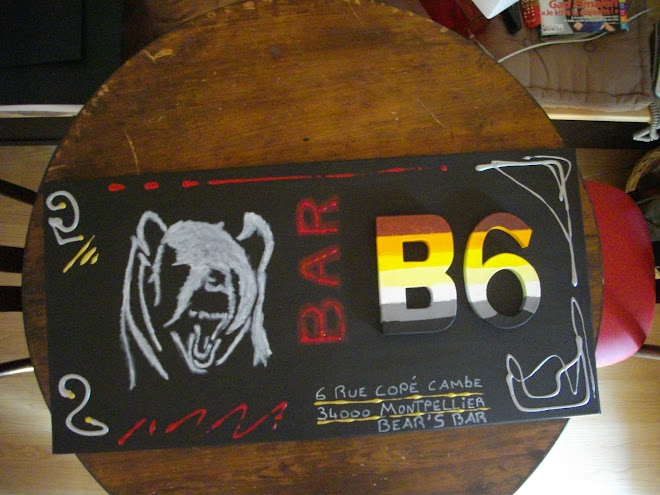 BAR
B6
6 RUE COPÉ CAMBE
34000 MONTPELLIER
BEAR'S BAR